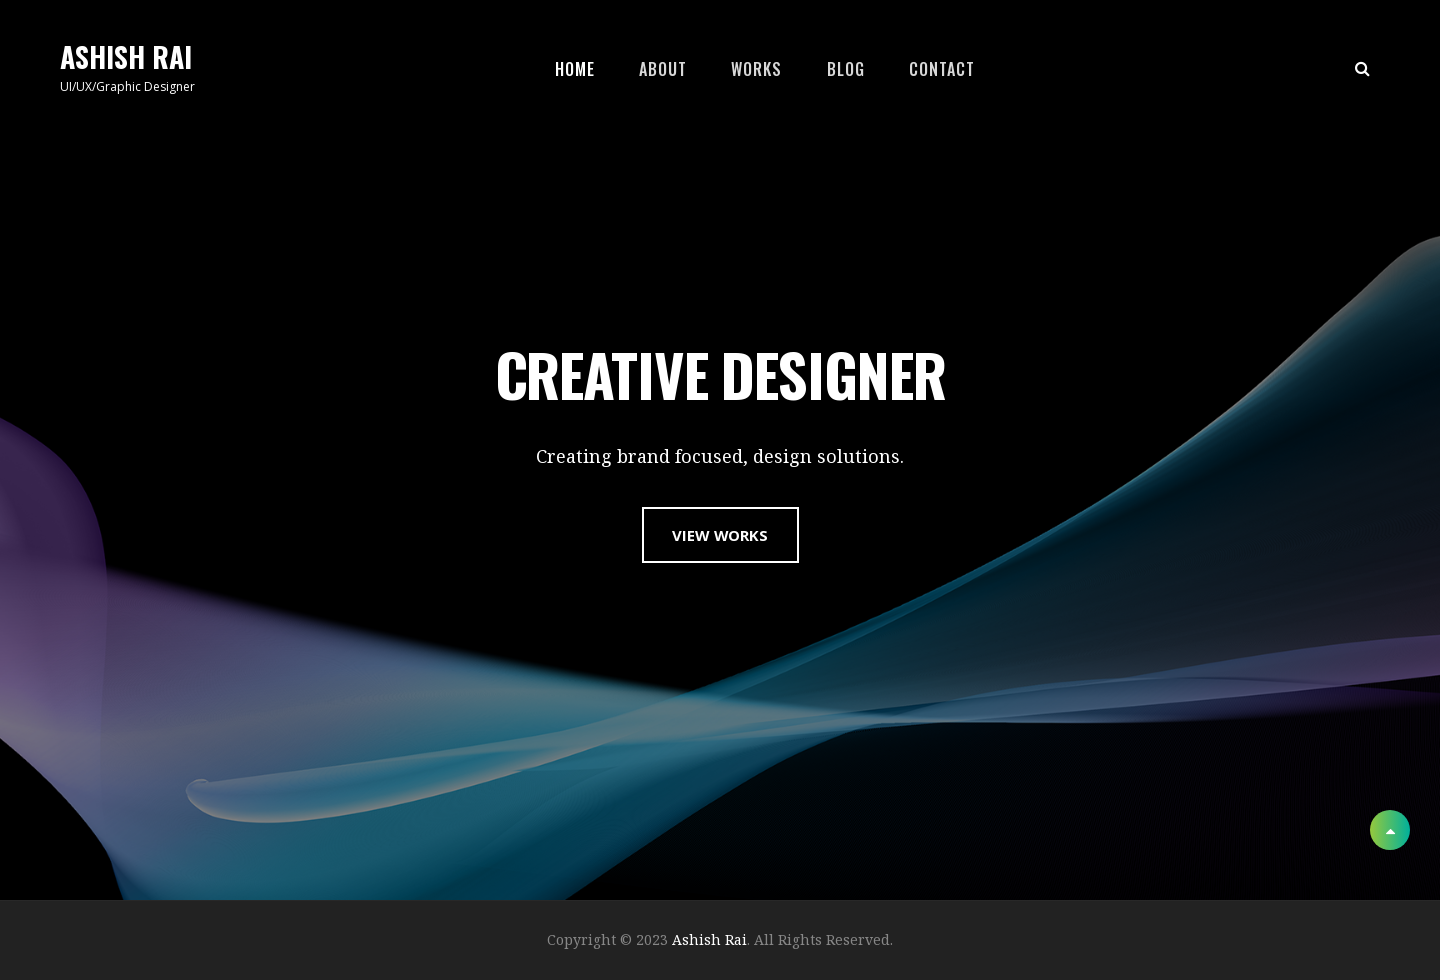 ASHISH RAI
UI/UX/Graphic Designer
HOME ABOUT WORKS BLOG CONTACT
CREATIVE DESIGNER
Creating brand focused, design solutions.
VIEW WORKS
Copyright © 2023 Ashish Rai. All Rights Reserved.